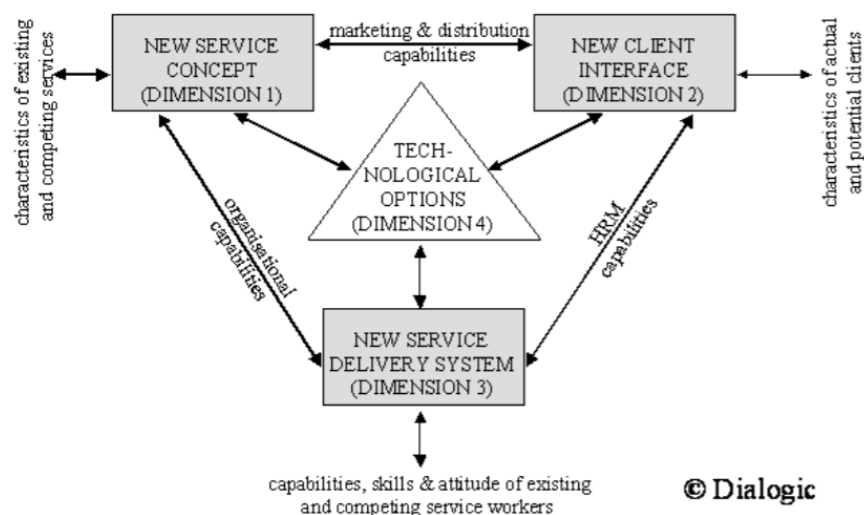 marketing & distribution
capabilities
NEW SERVICE
CONCEPT
(DIMENSION 1)
NEW CLIENT
INTERFACE
(DIMENSION 2)
characteristics of existing
and competing services
characteristics of actual
and potential clients
TECH-
NOLOGICAL
OPTIONS
(DIMENSION 4)
organisational
capabilities
HRM
capabilities
NEW SERVICE
DELIVERY SYSTEM
(DIMENSION 3)
capabilities, skills & attitude of existing
and competing service workers
© Dialogic